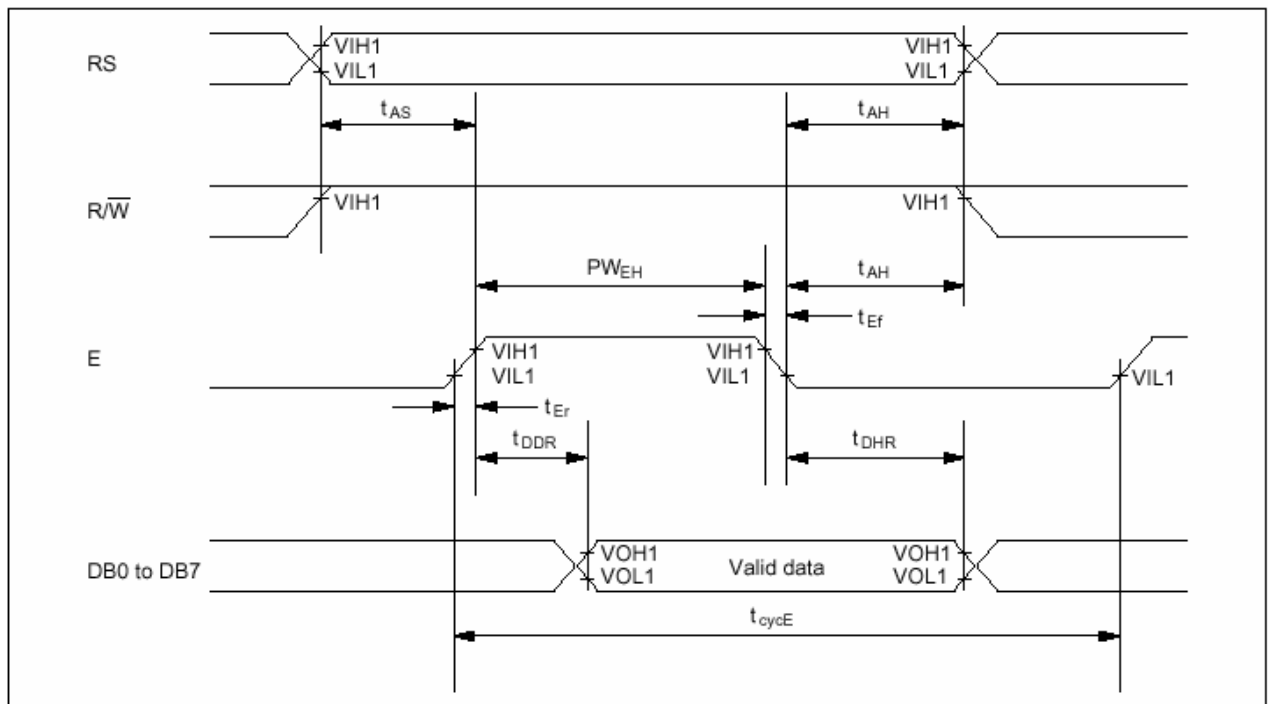 RS
VIH1
VIL1
VIH1
VIL1
tAS
tAH
R/W̅
VIH1
VIH1
PWEH
tAH
tEf
E
VIH1
VIL1
VIH1
VIL1
VIL1
tEr
tDDR
tDHR
DB0 to DB7
VOH1
VOL1
Valid data
VOH1
VOL1
tcycE